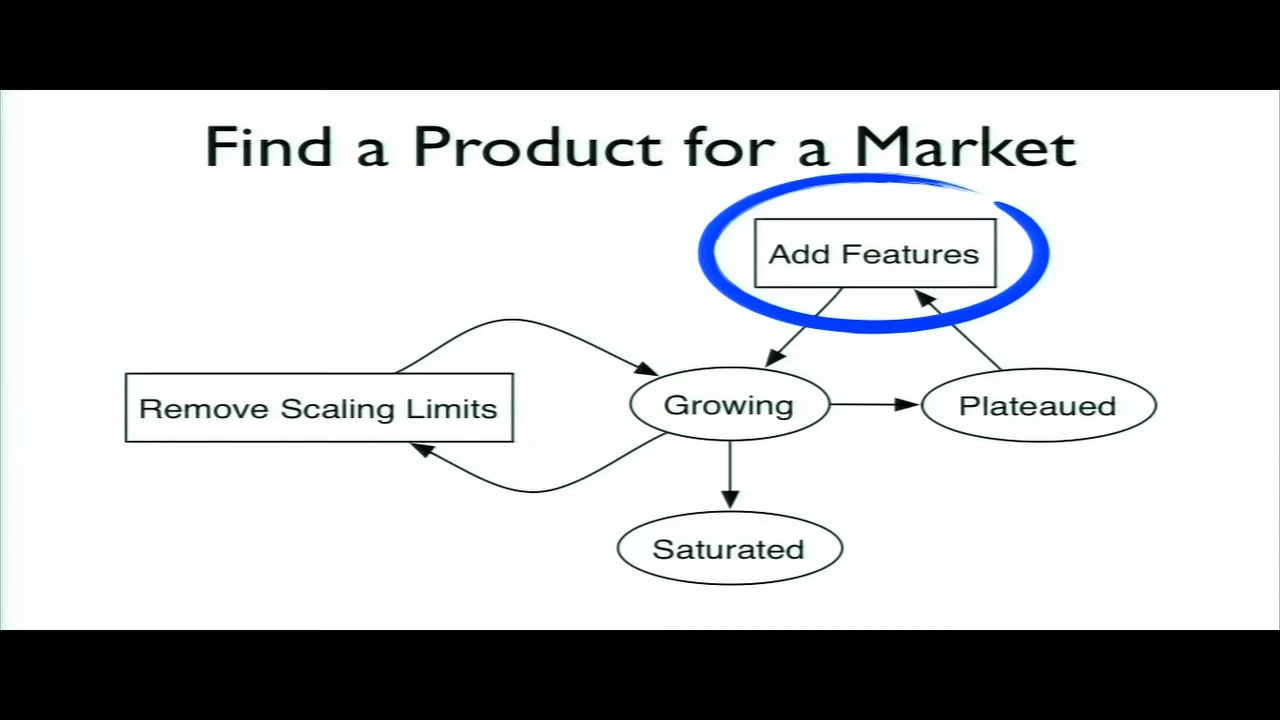 Find a Product for a Market
Add Features
Remove Scaling Limits
Growing
Plateaued
Saturated